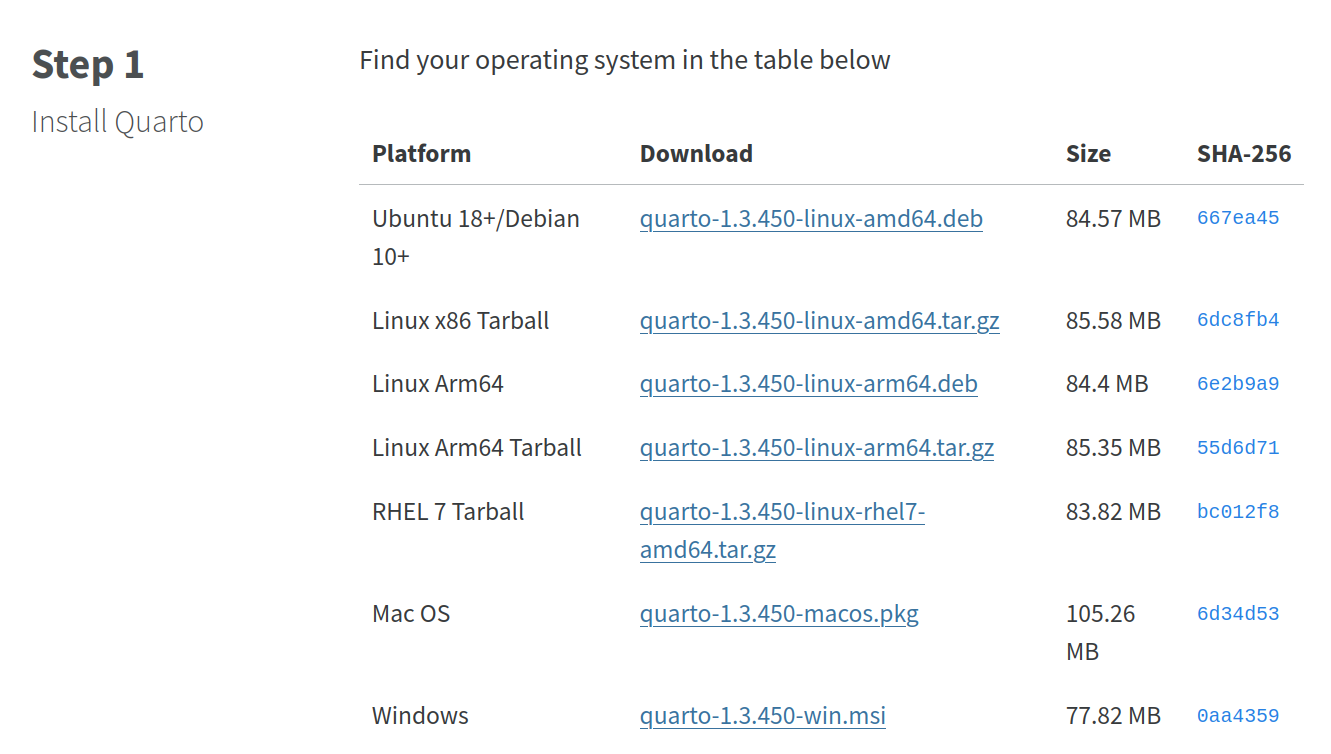 Step 1
Install Quarto
Find your operating system in the table below
Platform Download Size SHA-256
Ubuntu 18+/Debian quarto-1.3.450-linux-amd64.deb 84.57 MB 667ea45
10+
Linux x86 Tarball quarto-1.3.450-linux-amd64.tar.gz 85.58 MB 6dc8fb4
Linux Arm64 quarto-1.3.450-linux-arm64.deb 84.4 MB 6e2b9a9
Linux Arm64 Tarball quarto-1.3.450-linux-arm64.tar.gz 85.35 MB 55d6d71
RHEL 7 Tarball quarto-1.3.450-linux-rhel7- 83.82 MB bc012f8
amd64.tar.gz
Mac OS quarto-1.3.450-macos.pkg 105.26 6d34d53
MB
Windows quarto-1.3.450-win.msi 77.82 MB 0aa4359